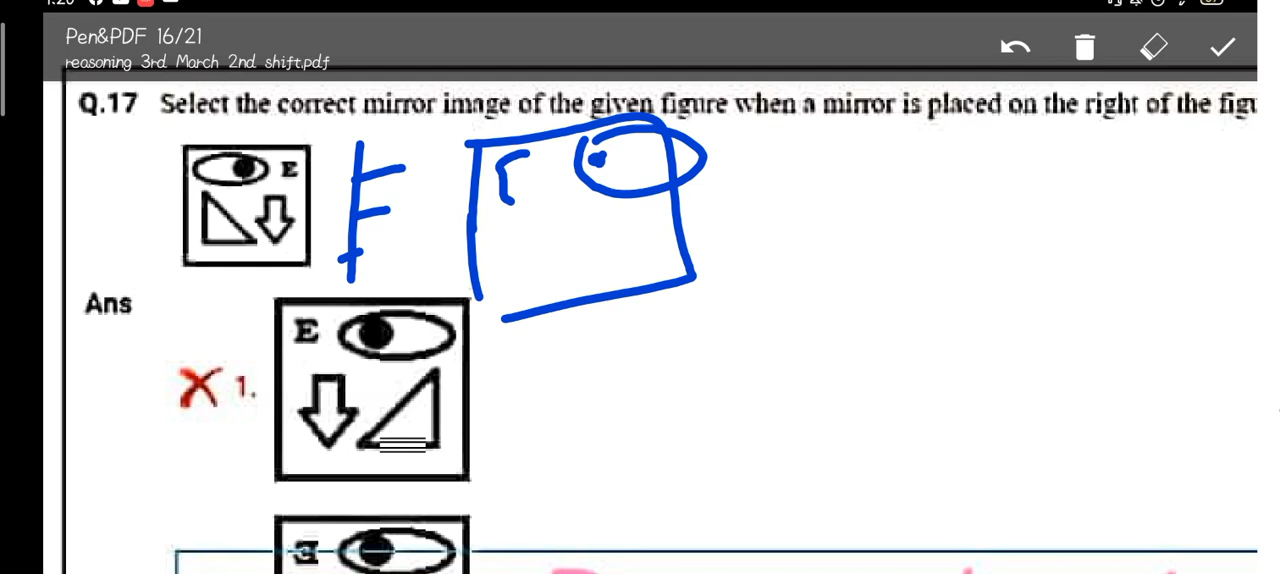 Pen&PDF 16/21
reasoning 3rd March 2nd shift.pdf
Q.17 Select the correct mirror image of the given figure when a mirror is placed on the right of the
E
Ans
E
X 1.